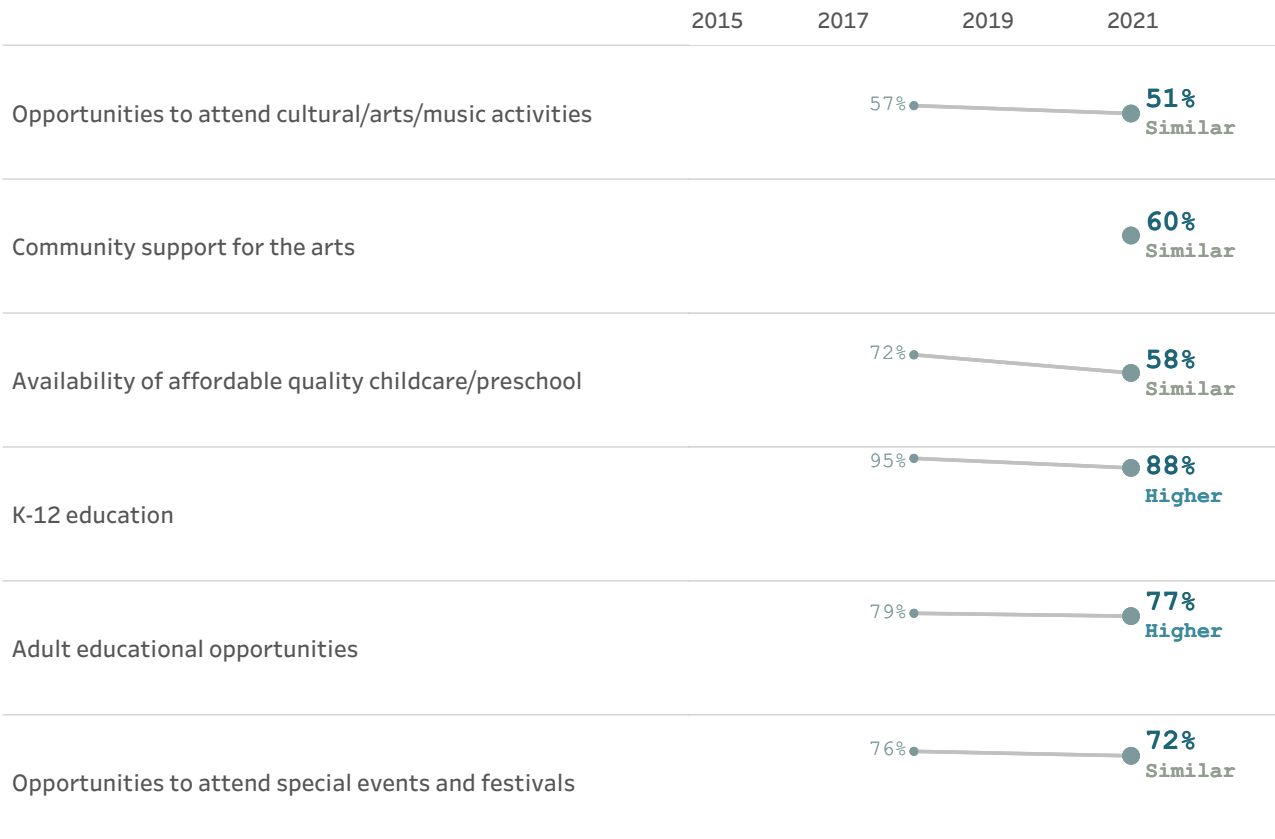 2015 2017 2019 2021
Opportunities to attend cultural/arts/music activities 57% 51%
Similar
Community support for the arts 60%
Similar
Availability of affordable quality childcare/preschool 72% 58%
Similar
K-12 education 95% 88%
Higher
Adult educational opportunities 79% 77%
Higher
Opportunities to attend special events and festivals 76% 72%
Similar